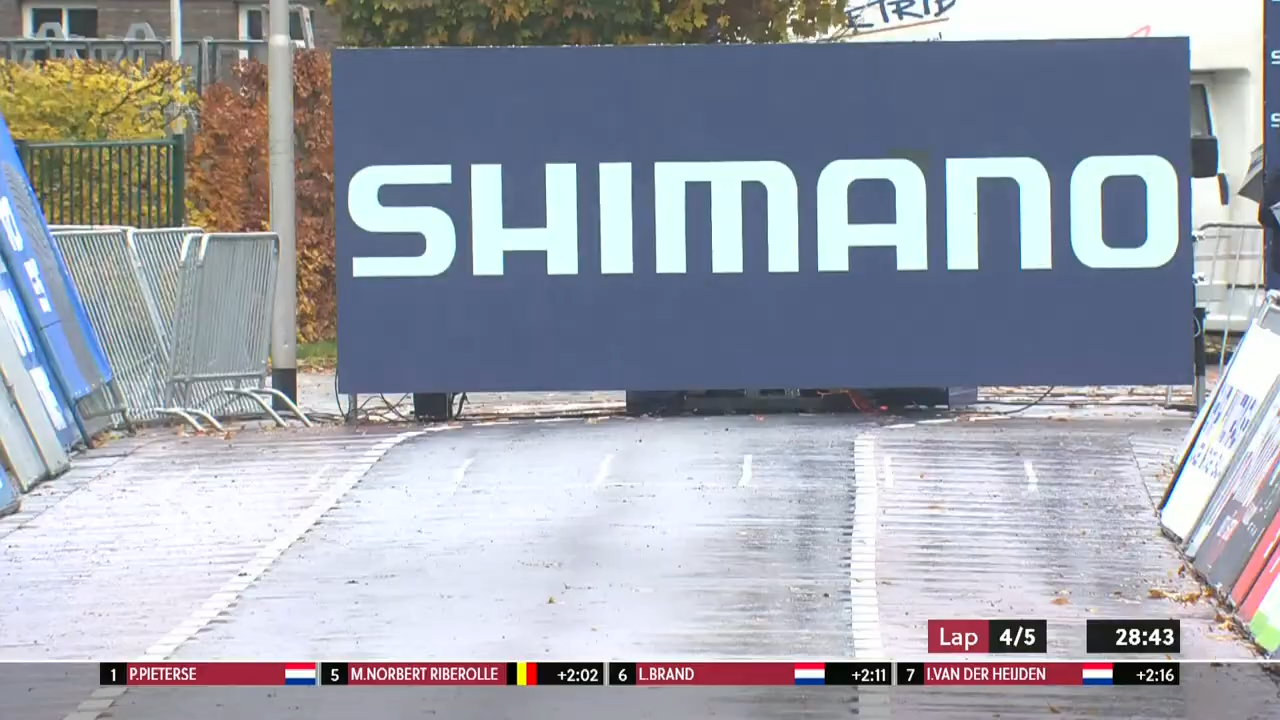 ETRID
SHIMANO
Lap 4/5 28:43
1 P.PIETERSE 5 M.NORBERT RIBEROLLE +2:02 6 L.BRAND +2:11 7 I.VAN DER HEIJDEN +2:16